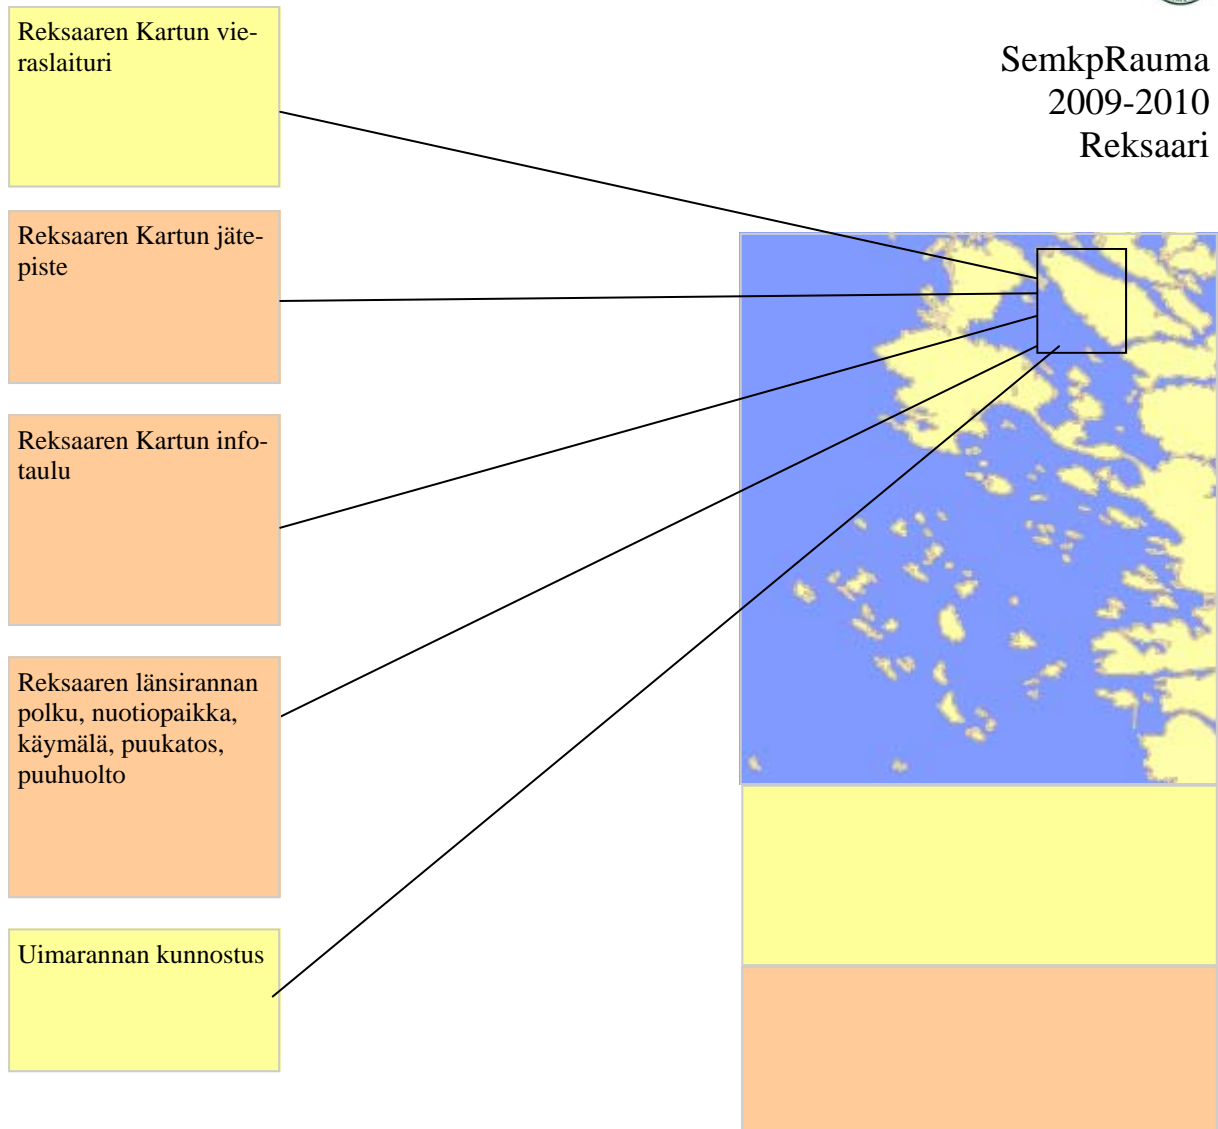 Reksaaren Kartun vie-
raslaituri
SemkpRauma
2009-2010
Reksaari
Reksaaren Kartun jäte-
piste
Reksaaren Kartun info-
taulu
Reksaaren länsirannan
polku, nuotiopaikka,
käymälä, puukatos,
puuhuolto
Uimarannan kunnostus